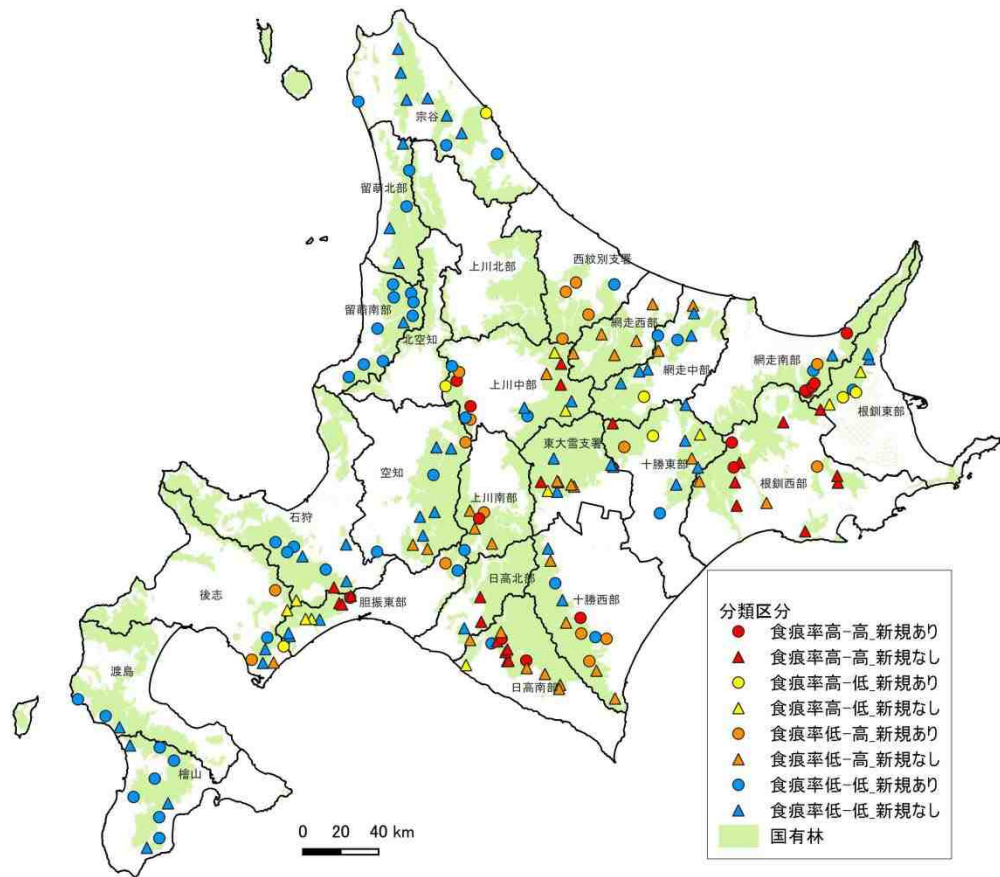 宗谷
留萌北部
上川北部
西紋別支署
網走西部
留萌南部
北空知
上川中部
網走中部
網走南部
根釧東部
東大雪支署
十勝東部
空知
根釧西部
上川南部
石狩
日高北部
十勝西部
後志
胆振東部
渡島
日高南部
檜山
0 20 40 km
分類区分
食痕率高-高_新規あり
食痕率高-高_新規なし
食痕率高-低_新規あり
食痕率高-低_新規なし
食痕率低-高_新規あり
食痕率低-高_新規なし
食痕率低-低_新規あり
食痕率低-低_新規なし
国有林